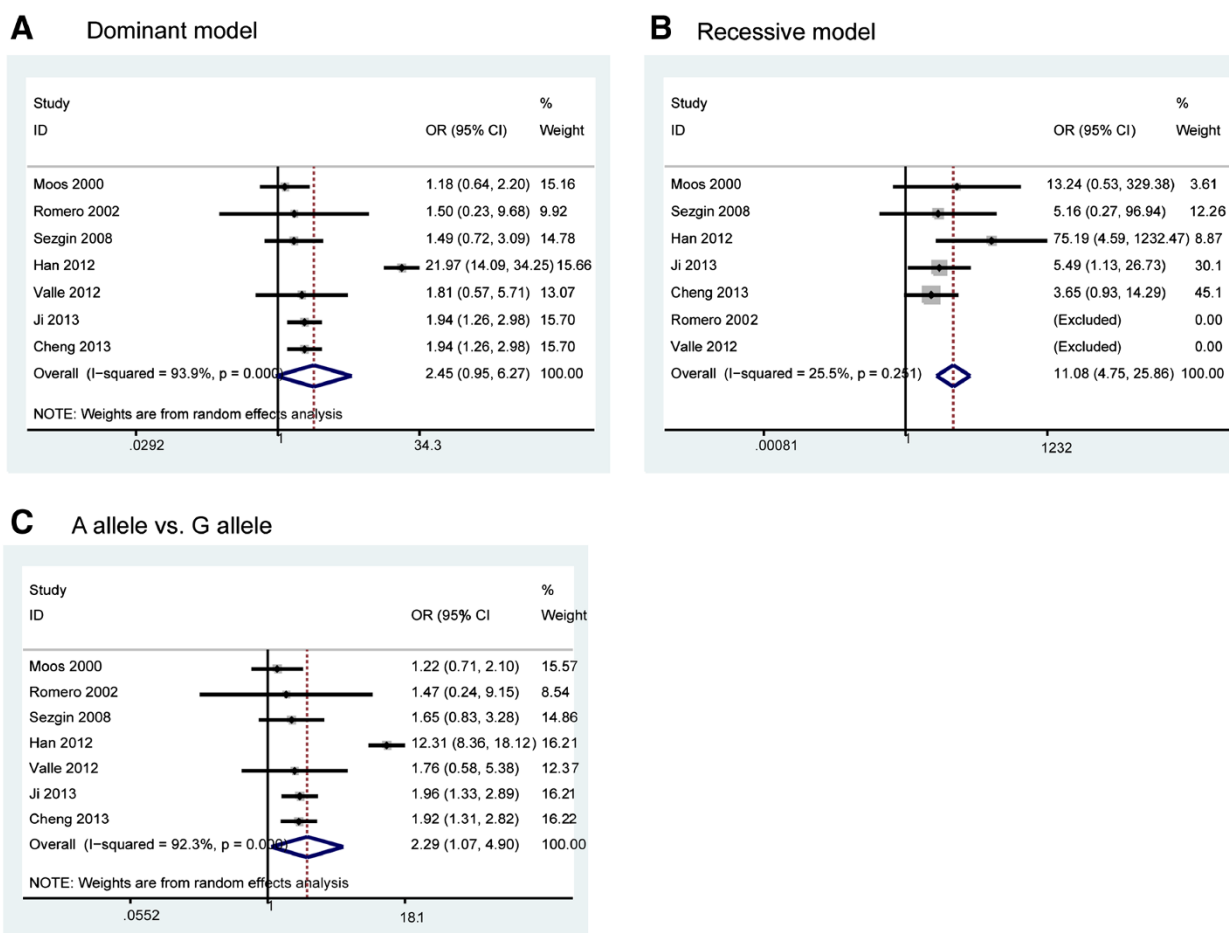 A Dominant model
Study %
ID OR (95% CI) Weight
Moos 2000 1.18 (0.64, 2.20) 15.16
Romero 2002 1.50 (0.23, 9.68) 9.92
Sezgin 2008 1.49 (0.72, 3.09) 14.78
Han 2012 21.97 (14.09, 34.25) 15.66
Valle 2012 1.81 (0.57, 5.71) 13.07
Ji 2013 1.94 (1.26, 2.98) 15.70
Cheng 2013 1.94 (1.26, 2.98) 15.70
Overall (I-squared = 93.9%, p = 0.000) 2.45 (0.95, 6.27) 100.00
NOTE: Weights are from random effects analysis
.0292 1 34.3
B Recessive model
Study %
ID OR (95% CI) Weight
Moos 2000 13.24 (0.53, 329.38) 3.61
Sezgin 2008 5.16 (0.27, 96.94) 12.26
Han 2012 75.19 (4.59, 1232.47) 8.87
Ji 2013 5.49 (1.13, 26.73) 30.1
Cheng 2013 3.65 (0.93, 14.29) 45.1
Romero 2002 (Excluded) 0.00
Valle 2012 (Excluded) 0.00
Overall (I-squared = 25.5%, p = 0.251) 11.08 (4.75, 25.86) 100.00
.00081 1 1232
C A allele vs. G allele
Study %
ID OR (95% CI Weight
Moos 2000 1.22 (0.71, 2.10) 15.57
Romero 2002 1.47 (0.24, 9.15) 8.54
Sezgin 2008 1.65 (0.83, 3.28) 14.86
Han 2012 12.31 (8.36, 18.12) 16.21
Valle 2012 1.76 (0.58, 5.38) 12.37
Ji 2013 1.96 (1.33, 2.89) 16.21
Cheng 2013 1.92 (1.31, 2.82) 16.22
Overall (I-squared = 92.3%, p = 0.000) 2.29 (1.07, 4.90) 100.00
NOTE: Weights are from random effects analysis
.0552 1 18.1